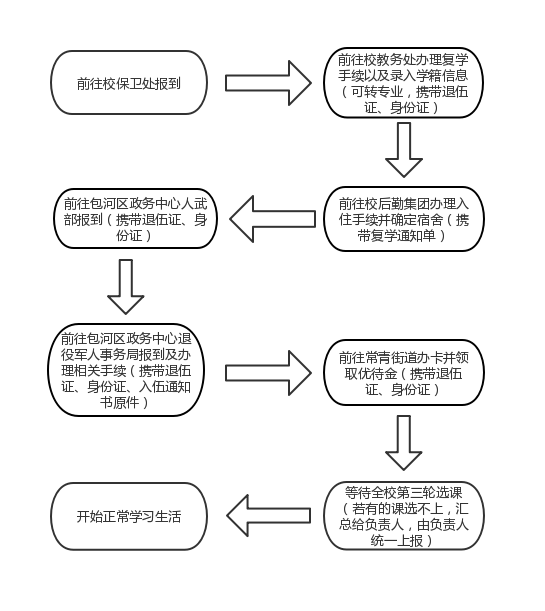 前往校保卫处报到
前往校教务处办理复学
手续以及录入学籍信息
（可转专业，携带退伍
证、身份证）
前往校后勤集团办理入
住手续并确定宿舍（携
带复学通知单）
前往包河区政务中心人武
部报到（携带退伍证、身
份证）
前往包河区政务中心退
役军人事务局报到及办
理相关手续（携带退伍
证、身份证、入伍通知
书原件）
前往常青街道办卡并领
取优待金（携带退伍
证、身份证）
等待全校第三轮选课
（若有的课选不上，汇
总给负责人，由负责人
统一上报）
开始正常学习生活